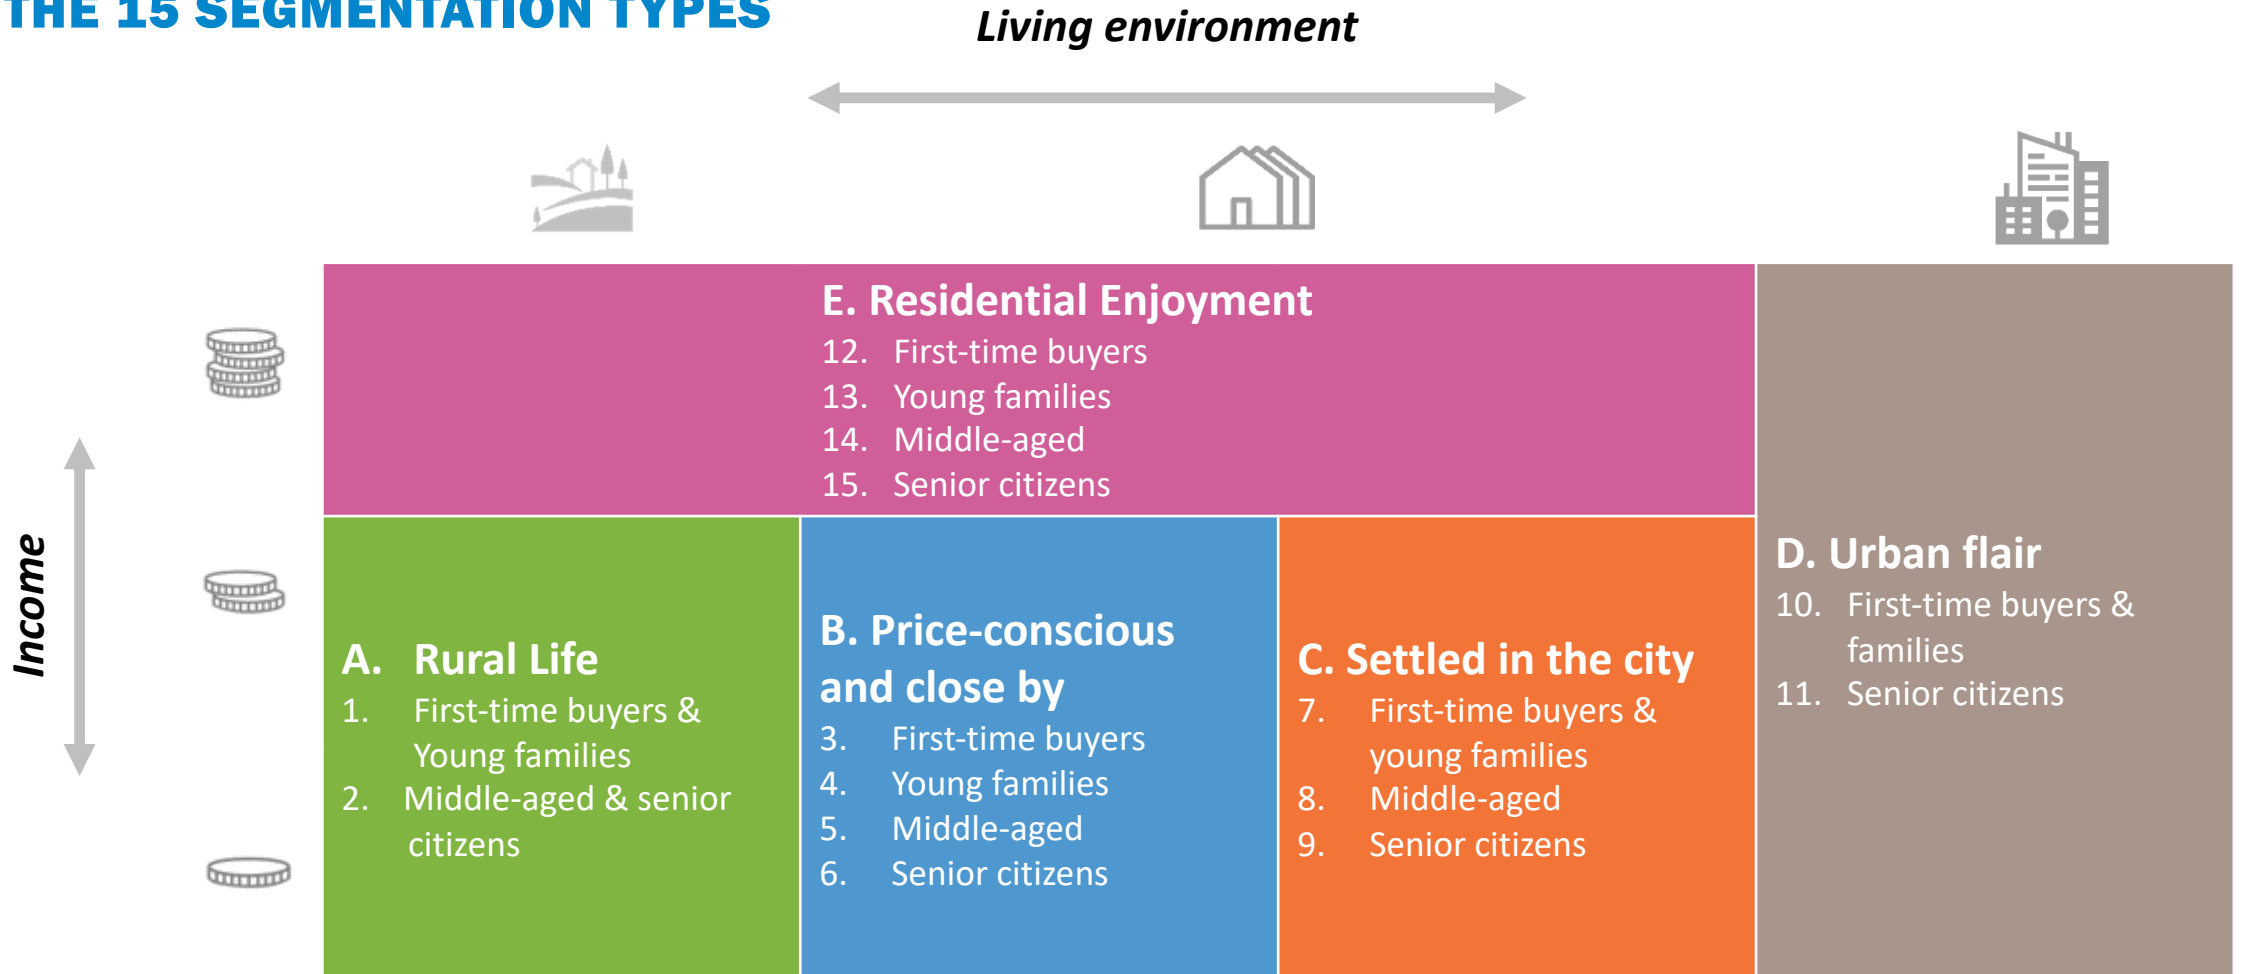 THE 15 SEGMENTATION TYPES
Living environment
Income
E. Residential Enjoyment
12. First-time buyers
13. Young families
14. Middle-aged
15. Senior citizens
A. Rural Life
1. First-time buyers &
Young families
2. Middle-aged & senior
citizens
B. Price-conscious
and close by
3. First-time buyers
4. Young families
5. Middle-aged
6. Senior citizens
C. Settled in the city
7. First-time buyers &
young families
8. Middle-aged
9. Senior citizens
D. Urban flair
10. First-time buyers &
families
11. Senior citizens